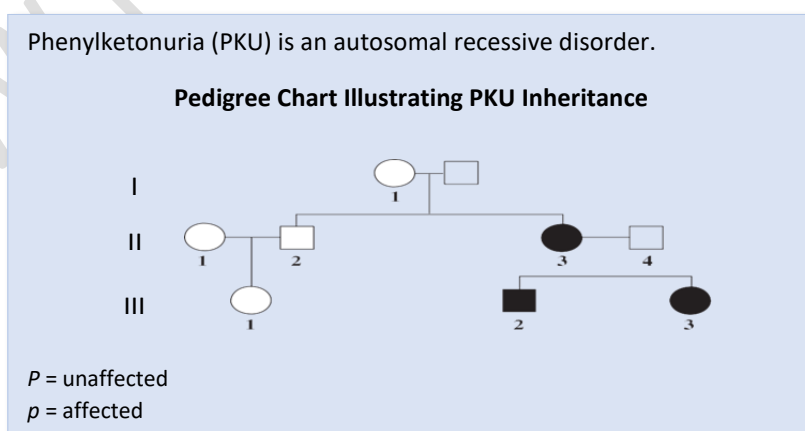 Phenylketonuria (PKU) is an autosomal recessive disorder.
Pedigree Chart Illustrating PKU Inheritance
I
1
II
1 2 3 4
III
1 2 3
P = unaffected
p = affected